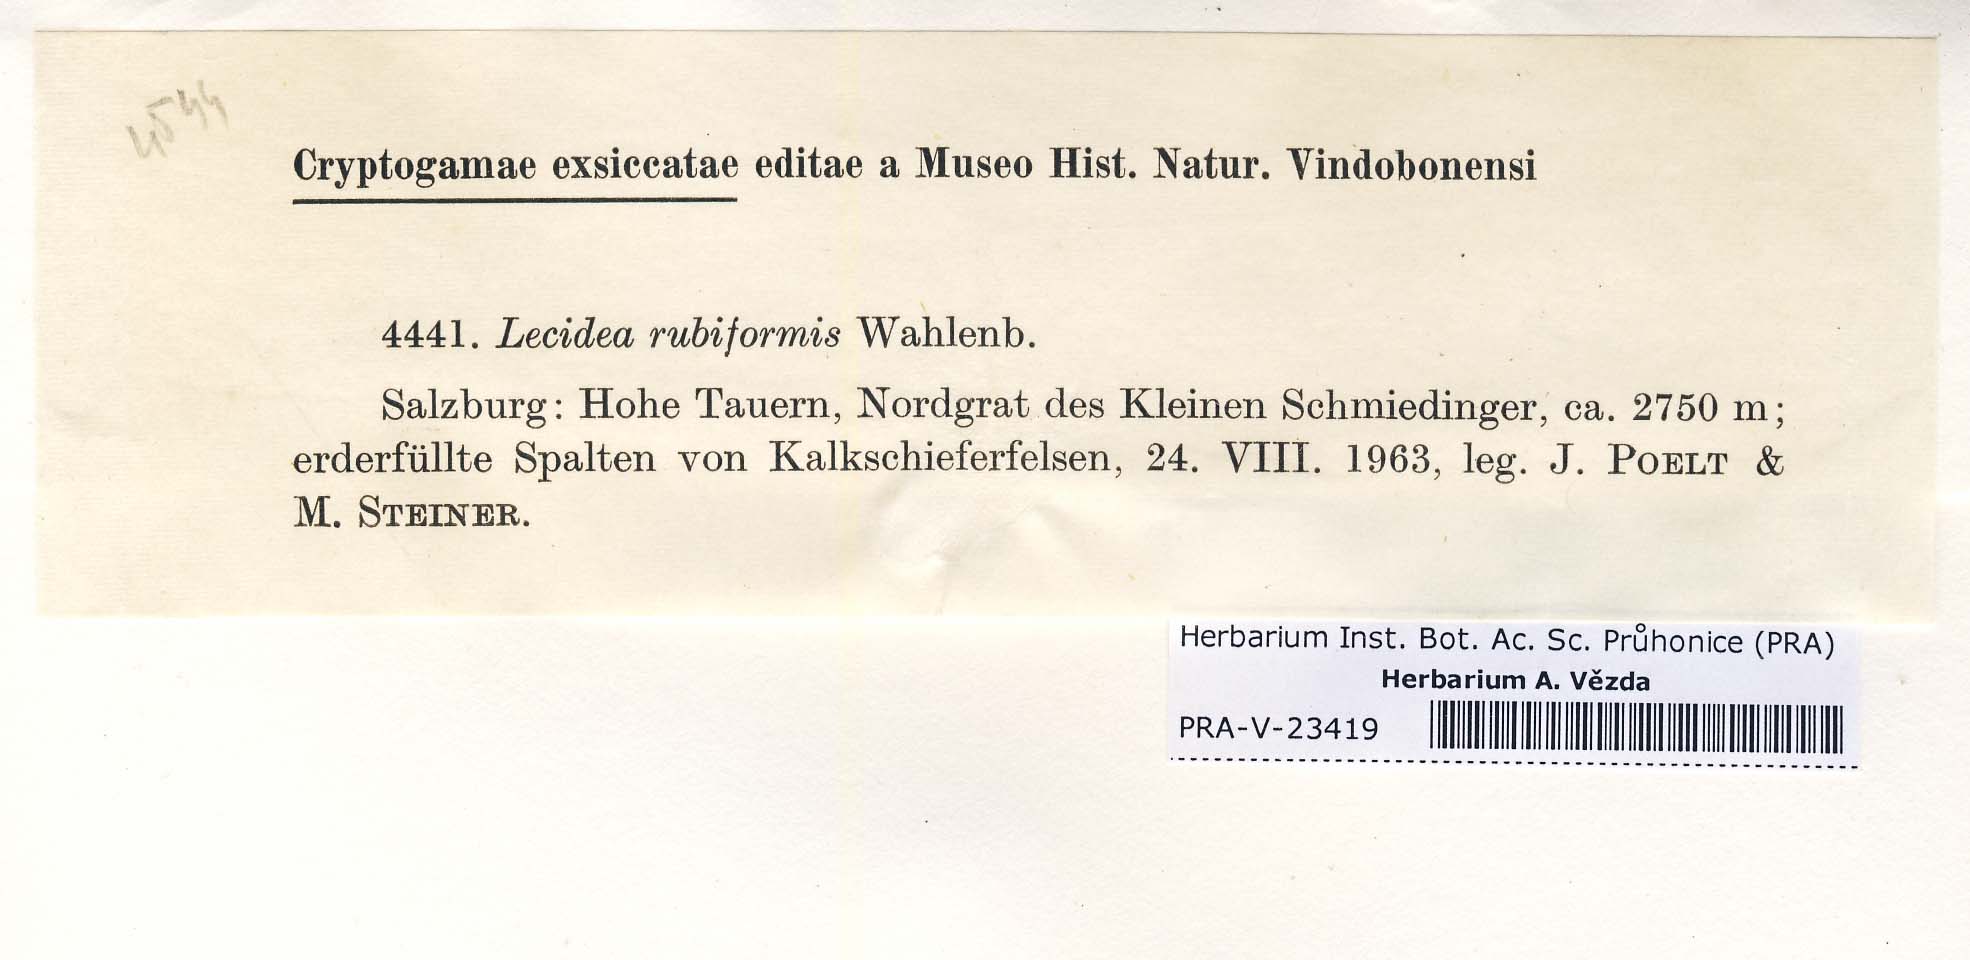 4544
Cryptogamae exsiccatae editae a Museo Hist. Natur. Vindobonensi
4441. Lecidea rubiformis Wahlenb.
Salzburg: Hohe Tauern, Nordgrat des Kleinen Schmiedinger, ca. 2750 m;
erderfüllte Spalten von Kalkschieferfelsen, 24. VIII. 1963, leg. J. POELT &
M. STEINER.
Herbarium Inst. Bot. Ac. Sc. Průhonice (PRA)
Herbarium A. Vězda
PRA-V-23419